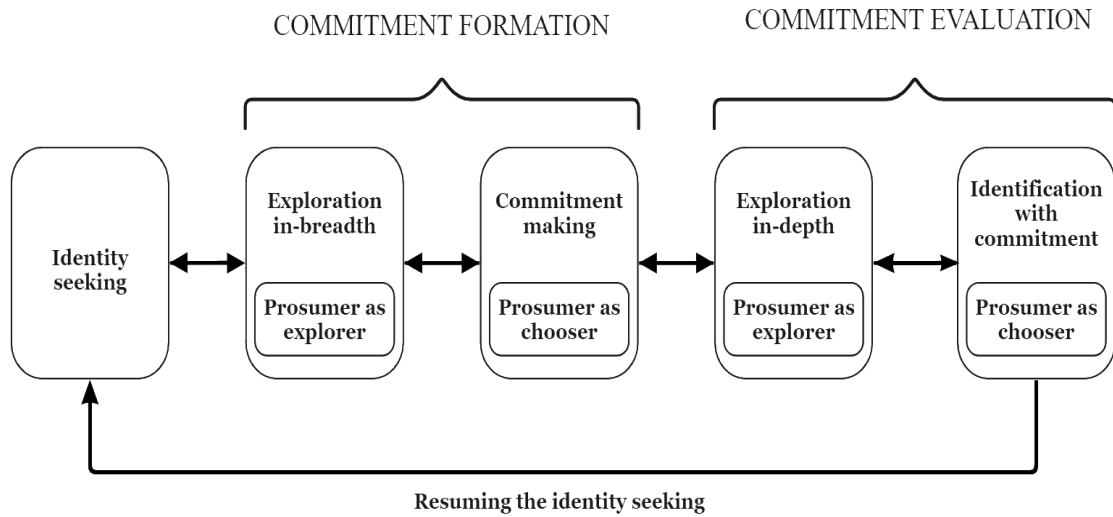 COMMITMENT FORMATION
COMMITMENT EVALUATION
Identity
seeking
Exploration
in-breadth
Prosumer as
explorer
Commitment
making
Prosumer as
chooser
Exploration
in-depth
Prosumer as
explorer
Identification
with
commitment
Prosumer as
chooser
Resuming the identity seeking